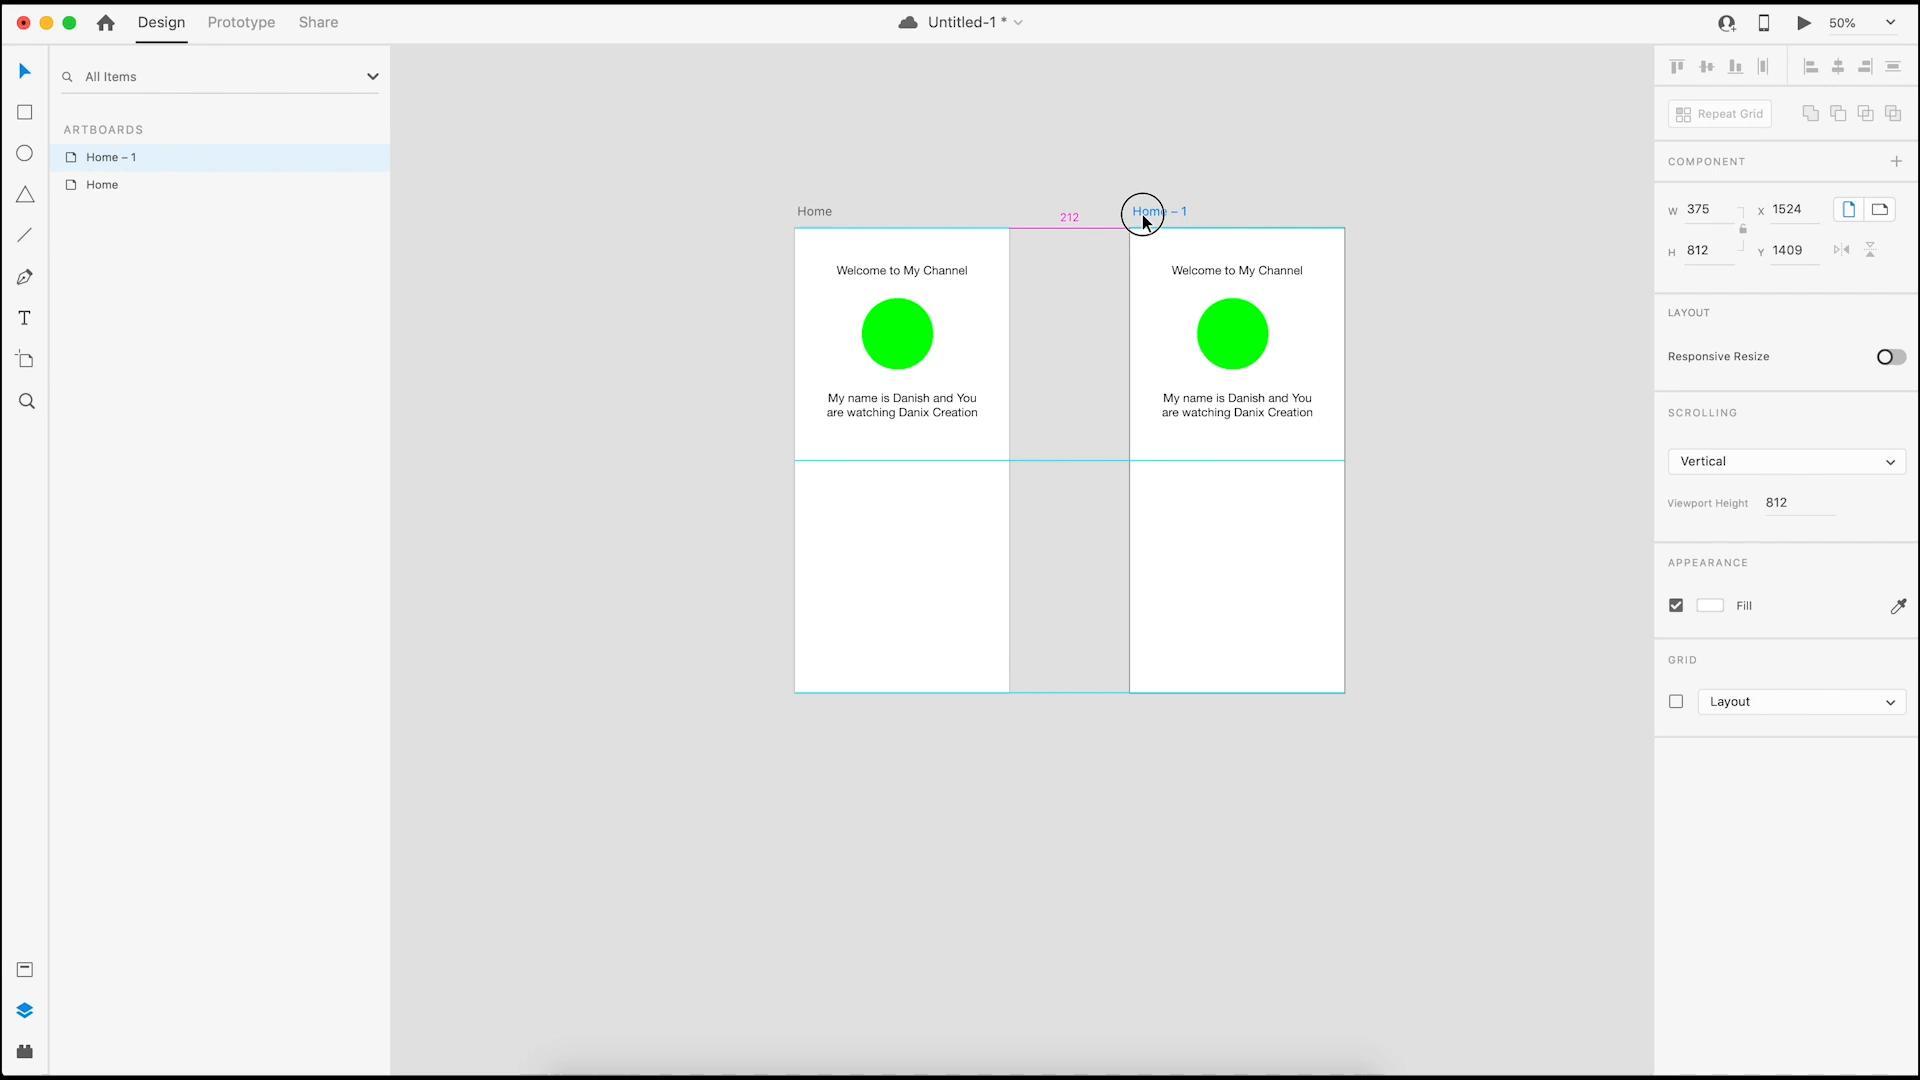 Design Prototype Share
Untitled-1 *
50%
All Items
ARTBOARDS
Home – 1
Home
Home
212
Home – 1
Welcome to My Channel
My name is Danish and You
are watching Danix Creation
Welcome to My Channel
My name is Danish and You
are watching Danix Creation
Repeat Grid
COMPONENT
W 375 X 1524
H 812 Y 1409
LAYOUT
Responsive Resize
SCROLLING
Vertical
Viewport Height 812
APPEARANCE
Fill
GRID
Layout